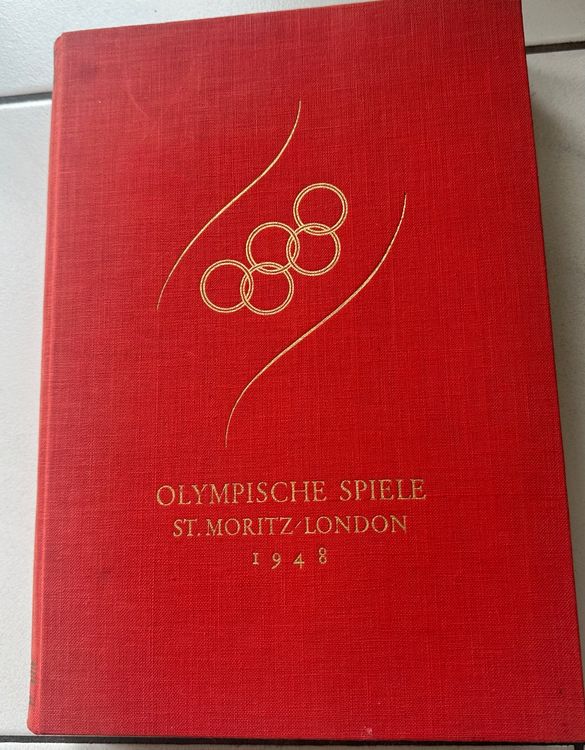 OLYMPISCHE SPIELE
ST. MORITZ-LONDON
1948